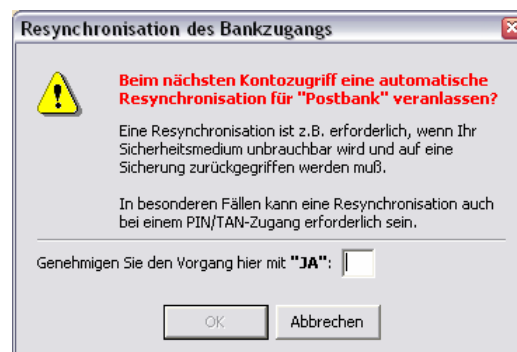 Resynchronisation des Bankzugangs
Beim nächsten Kontozugriff eine automatische
Resynchronisation für "Postbank" veranlassen?
Eine Resynchronisation ist z.B. erforderlich, wenn Ihr
Sicherheitsmedium unbrauchbar wird und auf eine
Sicherung zurückgegriffen werden muß.
In besonderen Fällen kann eine Resynchronisation auch
bei einem PIN/TAN-Zugang erforderlich sein.
Genehmigen Sie den Vorgang hier mit "JA":
OK Abbrechen